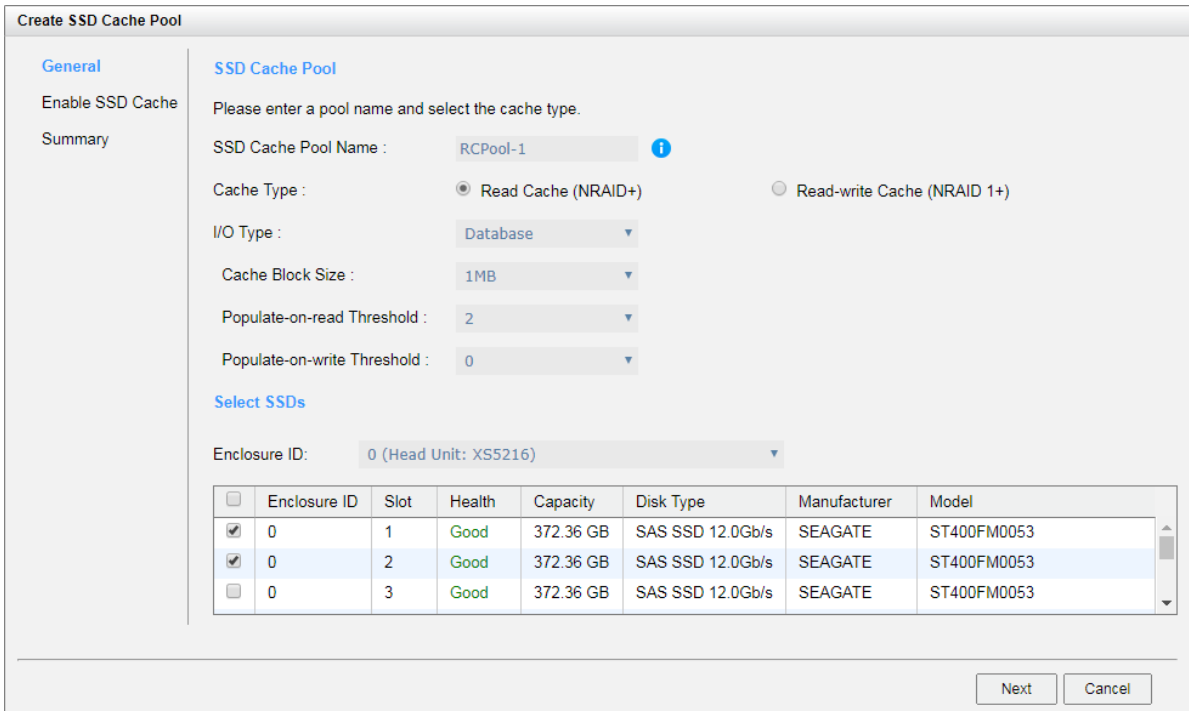 Create SSD Cache Pool
General
Enable SSD Cache
Summary
SSD Cache Pool
Please enter a pool name and select the cache type.
SSD Cache Pool Name : RCPool-1 i
Cache Type : Read Cache (NRAID+) Read-write Cache (NRAID 1+)
I/O Type : Database
Cache Block Size : 1MB
Populate-on-read Threshold : 2
Populate-on-write Threshold : 0
Select SSDs
Enclosure ID: 0 (Head Unit: XS5216)
Enclosure ID Slot Health Capacity Disk Type Manufacturer Model
0 1 Good 372.36 GB SAS SSD 12.0Gb/s SEAGATE ST400FM0053
0 2 Good 372.36 GB SAS SSD 12.0Gb/s SEAGATE ST400FM0053
0 3 Good 372.36 GB SAS SSD 12.0Gb/s SEAGATE ST400FM0053
Next Cancel